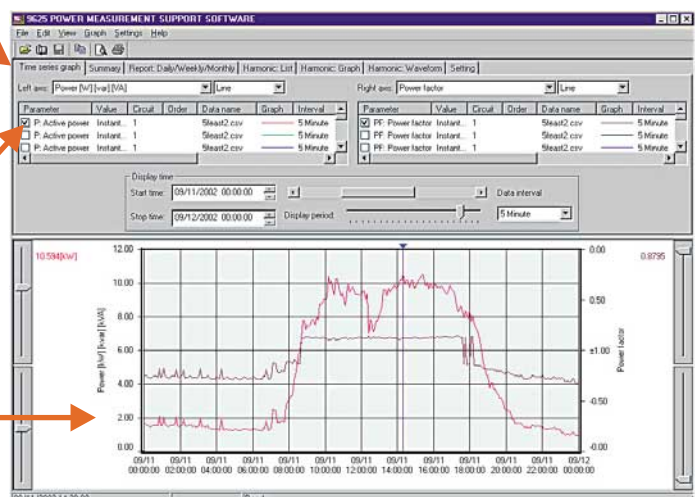 9625 POWER MEASUREMENT SUPPORT SOFTWARE
File Edit View Graph Settings Help
Time series graph Summary Report: Daily/Weekly/Monthly Harmonic: List Harmonic: Graph Harmonic: Waveform Setting
Left axis: Power [W] [var] [VA] Line Right axis: Power factor Line
Parameter Value Circuit Order Data name Graph Interval Parameter Value Circuit Order Data name Graph Interval
P: Active power Instant... 1 5feast2.csv 5 Minute PF: Power factor Instant... 1 5feast2.csv 5 Minute
P: Active power Instant... 1 5feast2.csv 5 Minute PF: Power factor Instant... 1 5feast2.csv 5 Minute
P: Active power Instant... 1 5feast2.csv 5 Minute PF: Power factor Instant... 1 5feast2.csv 5 Minute
Display time
Start time: 09/11/2002 00:00:00 Data interval
Stop time: 09/12/2002 00:00:00 Display period: 5 Minute
10.594[kW] 12.00 0.00 0.8795
10.00
0.50
8.00
Power [kW] [kvar] [kVA] 6.00 ±1.00 Power factor
4.00
-0.50
2.00
0.00 -0.00
09/11 09/11 09/11 09/11 09/11 09/11 09/11 09/11 09/11 09/11 09/11 09/11 09/12
00:00:00 02:00:00 04:00:00 06:00:00 08:00:00 10:00:00 12:00:00 14:00:00 16:00:00 18:00:00 20:00:00 22:00:00 00:00:00